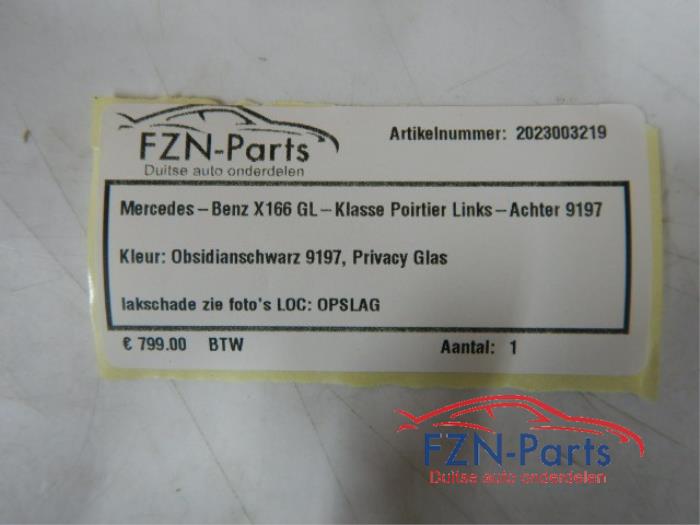 FZN-Parts
Duitse auto onderdelen
Artikelnummer: 2023003219
Mercedes-Benz X166 GL-Klasse Poirtier Links-Achter 9197
Kleur: Obsidianschwarz 9197, Privacy Glas
lakschade zie foto's LOC: OPSLAG
€ 799.00 BTW Aantal: 1
FZN-Parts
Duitse auto onderdelen